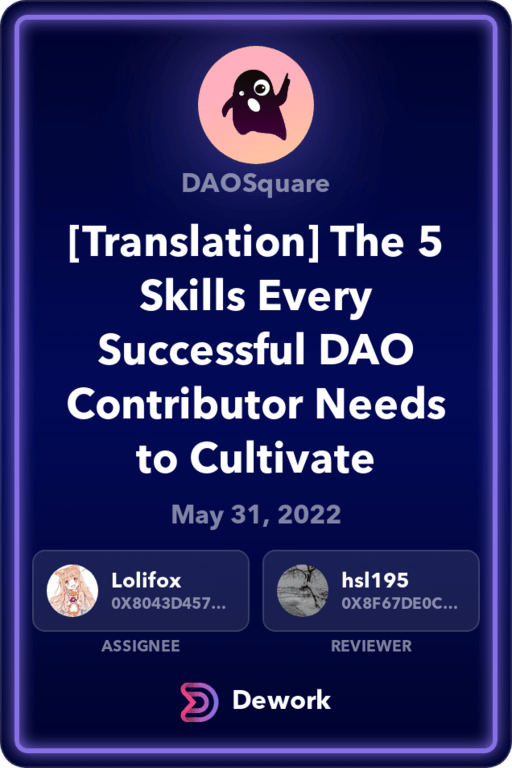 DAOSquare
[Translation] The 5
Skills Every
Successful DAO
Contributor Needs
to Cultivate
May 31, 2022
Lolifox
0X8043D457...
ASSIGNEE
hsl195
0X8F67DE0C...
REVIEWER
Dework